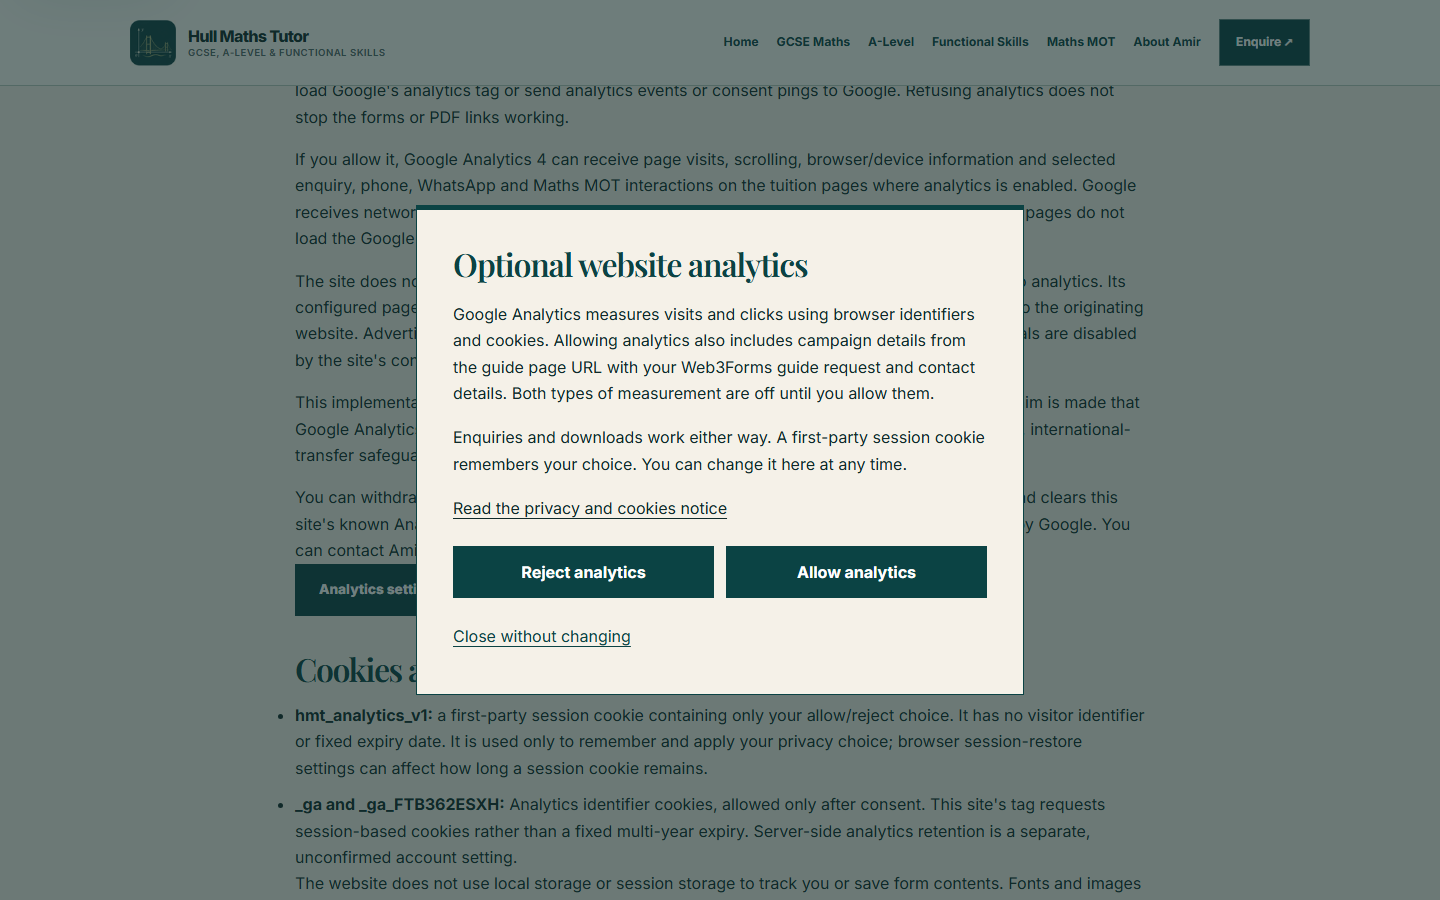 Hull Maths Tutor
GCSE, A-LEVEL & FUNCTIONAL SKILLS
Home GCSE Maths A-Level Functional Skills Maths MOT About Amir Enquire ↗
load Google's analytics tag or send analytics events or consent pings to Google. Refusing analytics does not
stop the forms or PDF links working.
If you allow it, Google Analytics 4 can receive page visits, scrolling, browser/device information and selected
enquiry, phone, WhatsApp and Maths MOT interactions on the tuition pages where analytics is enabled. Google
receives networ
pages do not
load the Google
The site does no
analytics. Its
configured page
the originating
website. Adverti
als are disabled
by the site's con
This implementa
im is made that
Google Analytic
international-
transfer safegua
You can withdra
d clears this
site's known Ana
y Google. You
can contact Ami
Analytics setti
Cookies a
Optional website analytics
Google Analytics measures visits and clicks using browser identifiers
and cookies. Allowing analytics also includes campaign details from
the guide page URL with your Web3Forms guide request and contact
details. Both types of measurement are off until you allow them.
Enquiries and downloads work either way. A first-party session cookie
remembers your choice. You can change it here at any time.
Read the privacy and cookies notice
Reject analytics Allow analytics
Close without changing
• hmt_analytics_v1: a first-party session cookie containing only your allow/reject choice. It has no visitor identifier
or fixed expiry date. It is used only to remember and apply your privacy choice; browser session-restore
settings can affect how long a session cookie remains.
• _ga and _ga_FTB362ESXH: Analytics identifier cookies, allowed only after consent. This site's tag requests
session-based cookies rather than a fixed multi-year expiry. Server-side analytics retention is a separate,
unconfirmed account setting.
The website does not use local storage or session storage to track you or save form contents. Fonts and images